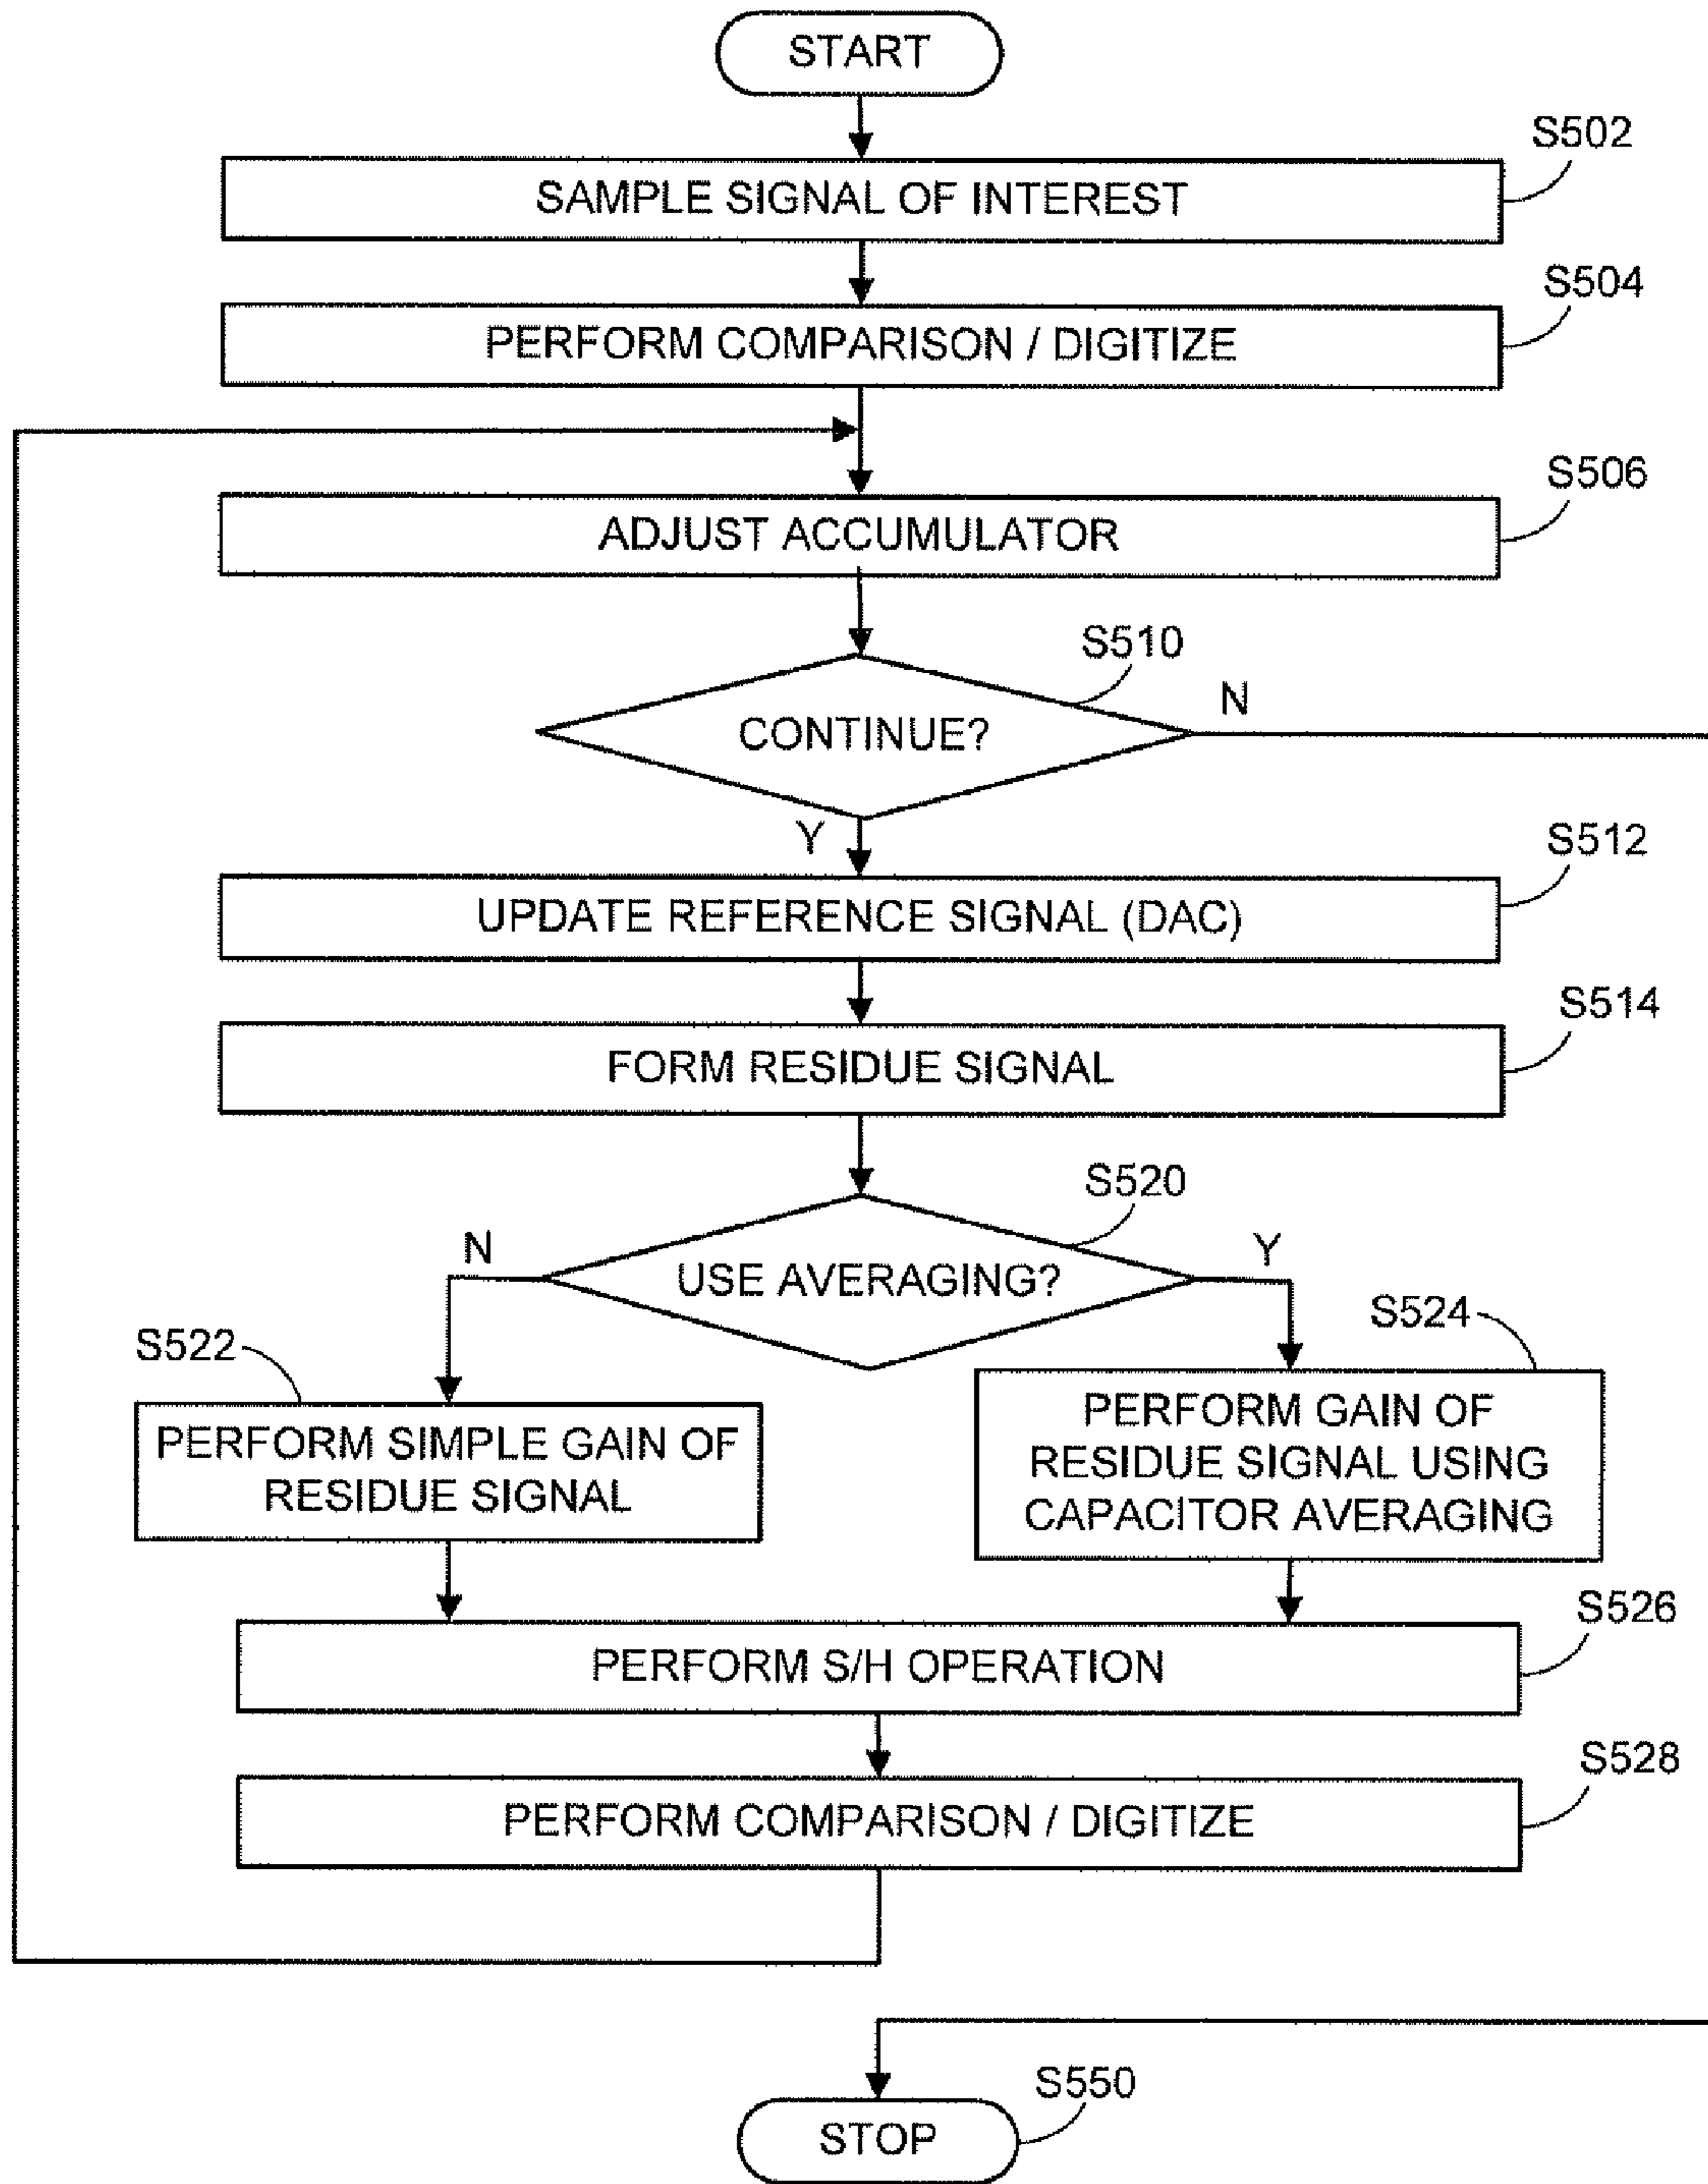 START
S502
SAMPLE SIGNAL OF INTEREST
S504
PERFORM COMPARISON / DIGITIZE
S506
ADJUST ACCUMULATOR
S510
N
CONTINUE?
Y
S512
UPDATE REFERENCE SIGNAL (DAC)
S514
FORM RESIDUE SIGNAL
S520
N
Y
USE AVERAGING?
S522
S524
PERFORM SIMPLE GAIN OF
RESIDUE SIGNAL
PERFORM GAIN OF
RESIDUE SIGNAL USING
CAPACITOR AVERAGING
S526
PERFORM S/H OPERATION
S528
PERFORM COMPARISON / DIGITIZE
S550
STOP